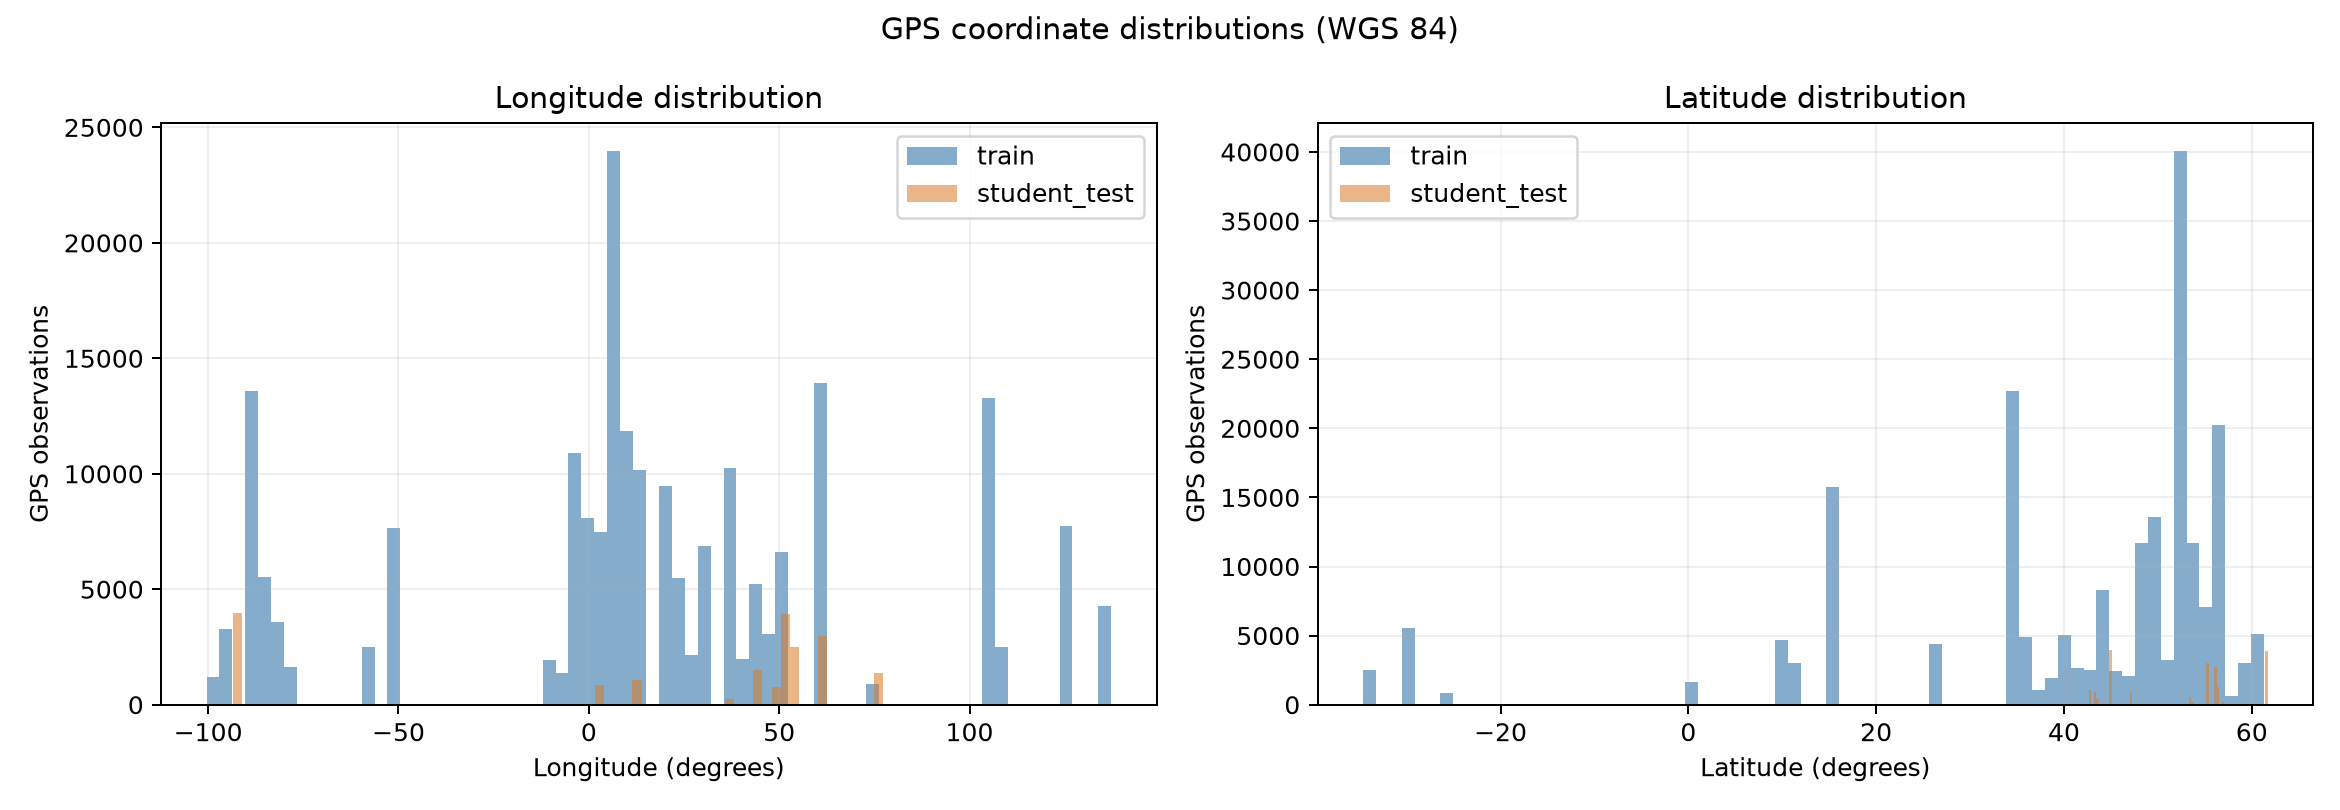 GPS coordinate distributions (WGS 84)
Longitude distribution
25000
20000
15000
10000
5000
0
GPS observations
−100
−50
0
50
100
Longitude (degrees)
train
student_test
Latitude distribution
40000
35000
30000
25000
20000
15000
10000
5000
0
GPS observations
−20
0
20
40
60
Latitude (degrees)
train
student_test